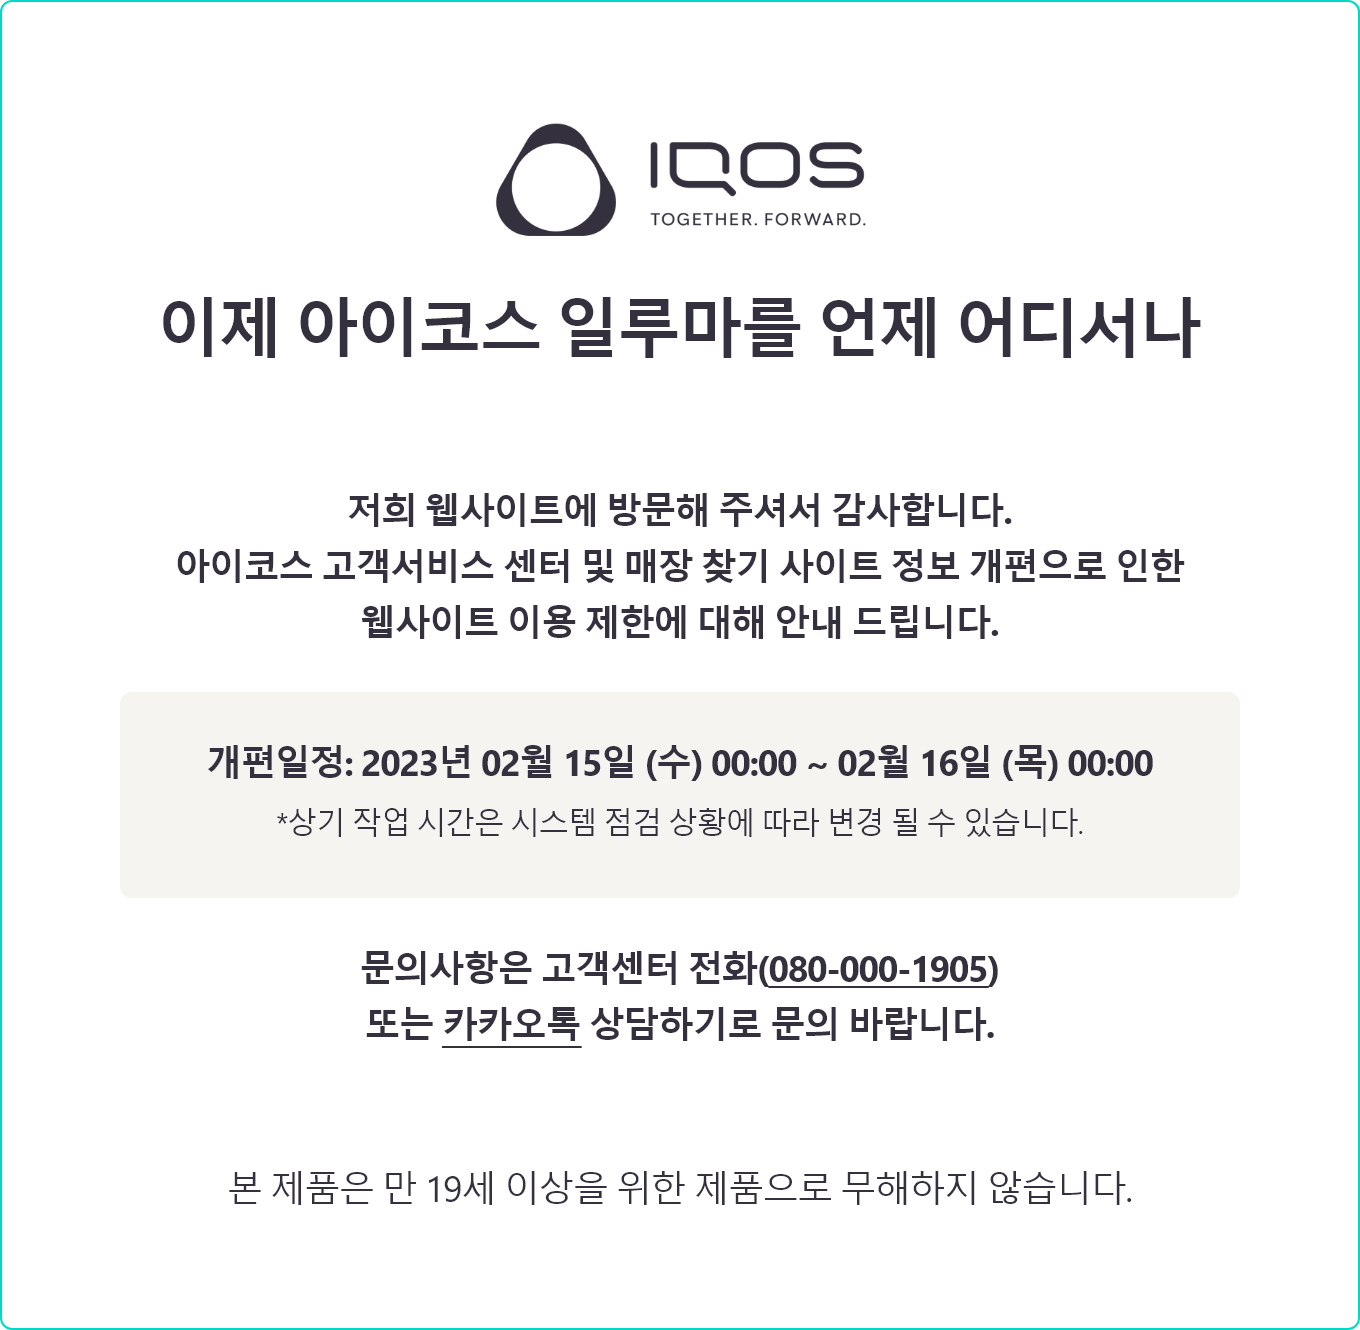 IQOS
TOGETHER. FORWARD.
이제 아이코스 일루마를 언제 어디서나
저희 웹사이트에 방문해 주셔서 감사합니다.
아이코스 고객서비스 센터 및 매장 찾기 사이트 정보 개편으로 인한
웹사이트 이용 제한에 대해 안내 드립니다.
개편일정: 2023년 02월 15일 (수) 00:00 ~ 02월 16일 (목) 00:00
*상기 작업 시간은 시스템 점검 상황에 따라 변경 될 수 있습니다.
문의사항은 고객센터 전화(080-000-1905)
또는 카카오톡 상담하기로 문의 바랍니다.
본 제품은 만 19세 이상을 위한 제품으로 무해하지 않습니다.